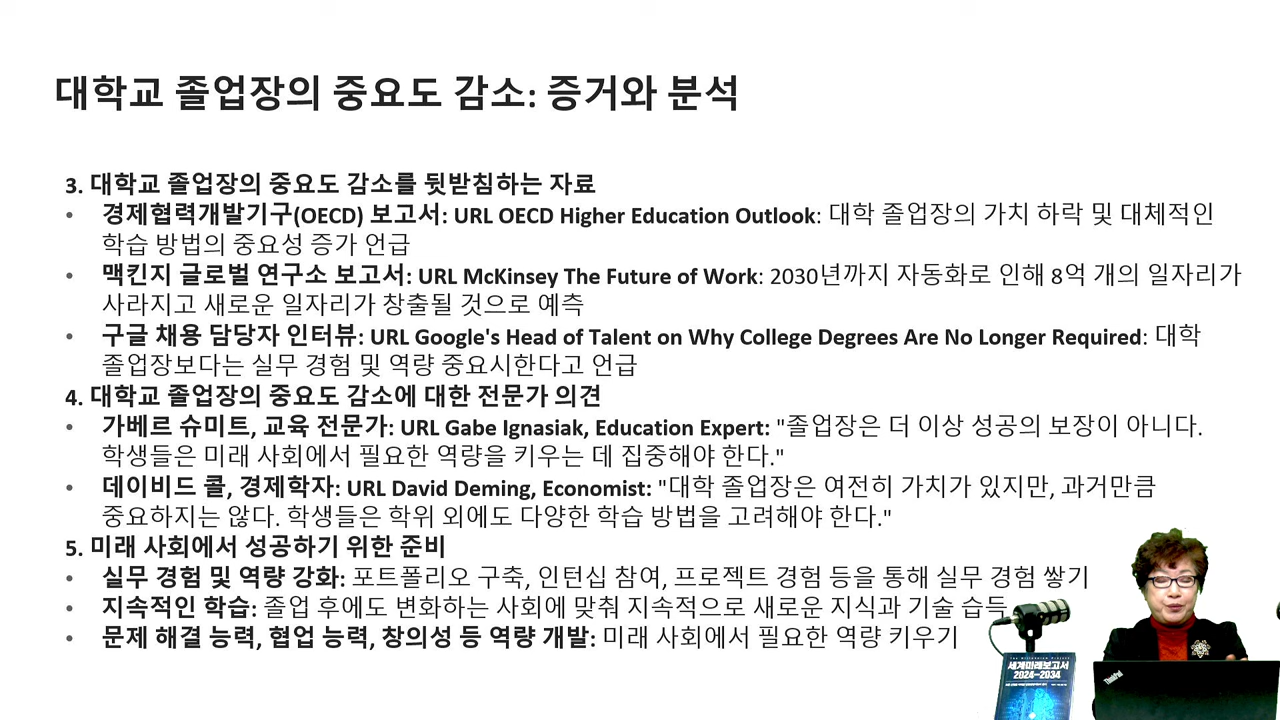 대학교 졸업장의 중요도 감소: 증거와 분석
3. 대학교 졸업장의 중요도 감소를 뒷받침하는 자료
• 경제협력개발기구(OECD) 보고서: URL OECD Higher Education Outlook: 대학 졸업장의 가치 하락 및 대체적인
학습 방법의 중요성 증가 언급
• 맥킨지 글로벌 연구소 보고서: URL McKinsey The Future of Work: 2030년까지 자동화로 인해 8억 개의 일자리가
사라지고 새로운 일자리가 창출될 것으로 예측
• 구글 채용 담당자 인터뷰: URL Google's Head of Talent on Why College Degrees Are No Longer Required: 대학
졸업장보다는 실무 경험 및 역량 중요시한다고 언급
4. 대학교 졸업장의 중요도 감소에 대한 전문가 의견
• 가베르 슈미트, 교육 전문가: URL Gabe Ignasiak, Education Expert: "졸업장은 더 이상 성공의 보장이 아니다.
학생들은 미래 사회에서 필요한 역량을 키우는 데 집중해야 한다."
• 데이비드 콜, 경제학자: URL David Deming, Economist: "대학 졸업장은 여전히 가치가 있지만, 과거만큼
중요하지는 않다. 학생들은 학위 외에도 다양한 학습 방법을 고려해야 한다."
5. 미래 사회에서 성공하기 위한 준비
• 실무 경험 및 역량 강화: 포트폴리오 구축, 인턴십 참여, 프로젝트 경험 등을 통해 실무 경험 쌓기
• 지속적인 학습: 졸업 후에도 변화하는 사회에 맞춰 지속적으로 새로운 지식과 기술 습득
• 문제 해결 능력, 협업 능력, 창의성 등 역량 개발: 미래 사회에서 필요한 역량 키우기
The Millennium Project
세계미래보고서
2024-2034
ThinkPad